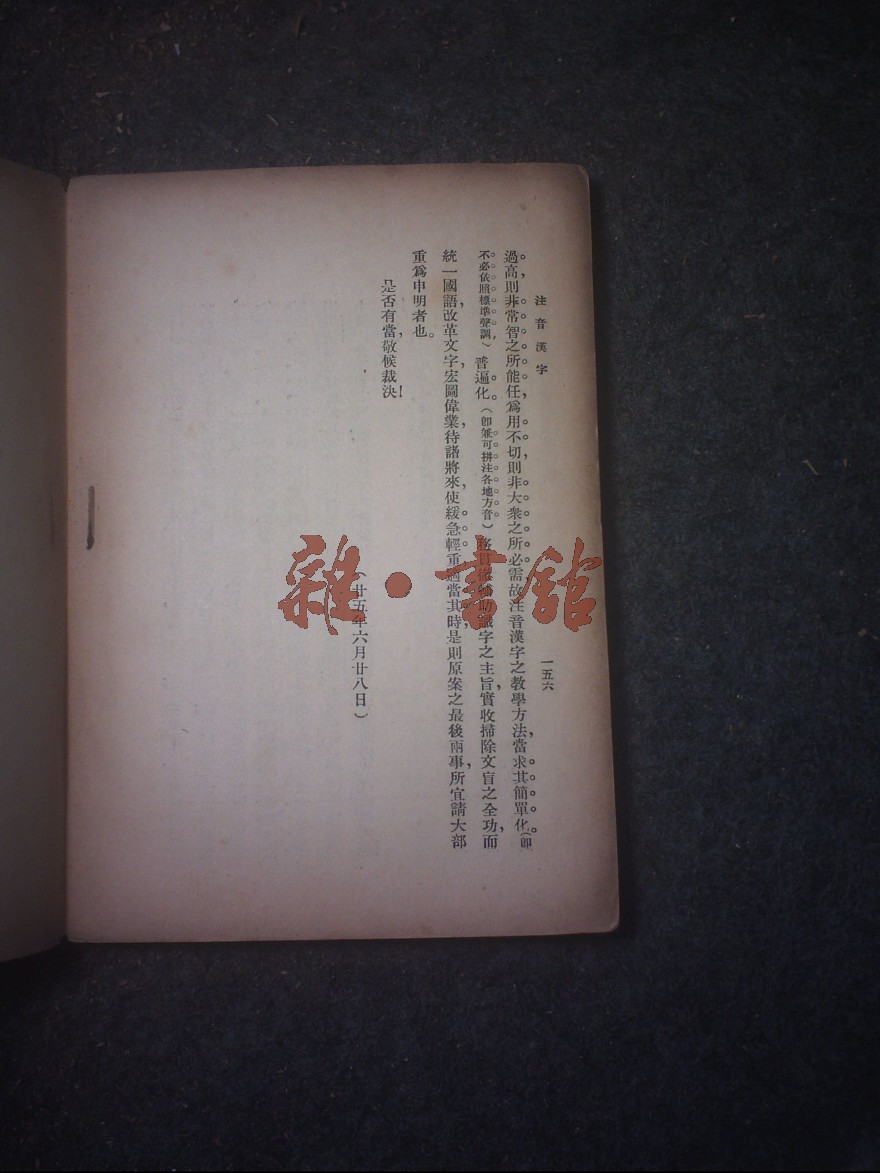 注音漢字
一五六
過高,則非常智之所能任,爲用不切,則非大衆之所必需。故注音漢字之教學方法,當求其簡單化。(卽
不必依照標準聲調,)普遍化。(卽兼可拼注各地方音)助識字之主旨,實收掃除文盲之全功,而
統一國語,改革文字,宏圖偉業,待諸將來,使緩急輕重適當其時,是則原案之最後兩事,所宜請大部
重爲申明者也。
是否有當,敬候裁決!
(廿五年六月廿八日)
雜·書館